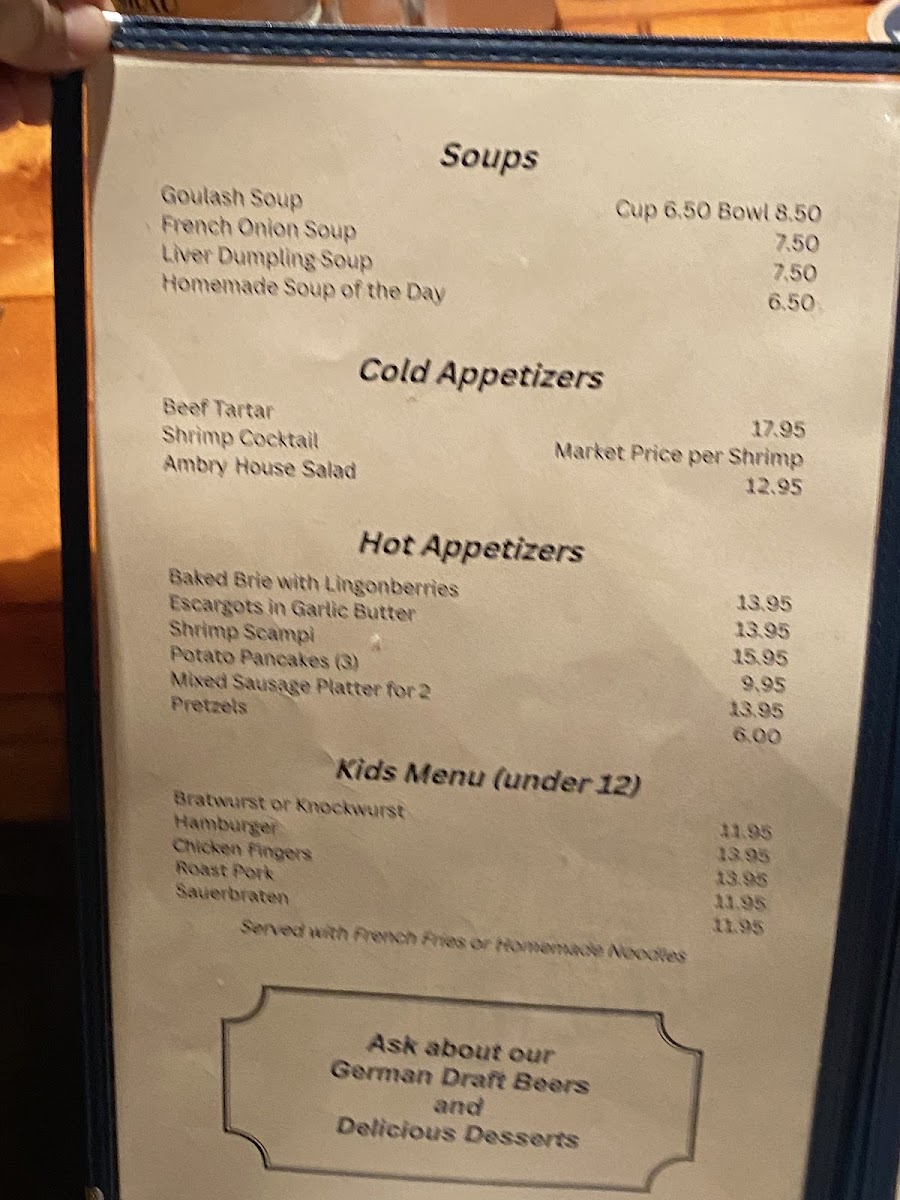 Soups
Goulash Soup Cup 6.50 Bowl 8.50
French Onion Soup 7.50
Liver Dumpling Soup 7.50
Homemade Soup of the Day 6.50
Cold Appetizers
Beef Tartar 17.95
Shrimp Cocktail Market Price per Shrimp
Ambry House Salad 12.95
Hot Appetizers
Baked Brie with Lingonberries 13.95
Escargots in Garlic Butter 13.95
Shrimp Scampi 15.95
Potato Pancakes (3) 9.95
Mixed Sausage Platter for 2 13.95
Pretzels 6.00
Kids Menu (under 12)
Bratwurst or Knockwurst 11.95
Hamburger 13.95
Chicken Fingers 13.95
Roast Pork 11.95
Sauerbraten 11.95
Served with French Fries or Homemade Noodles
Ask about our
German Draft Beers
and
Delicious Desserts